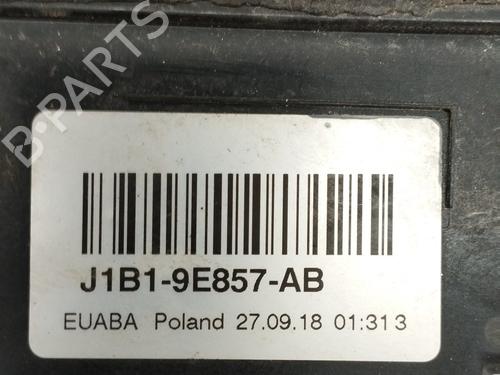 B-PARTS
J1B1-9E857-AB
EUABA Poland 27.09.18 01:31 3